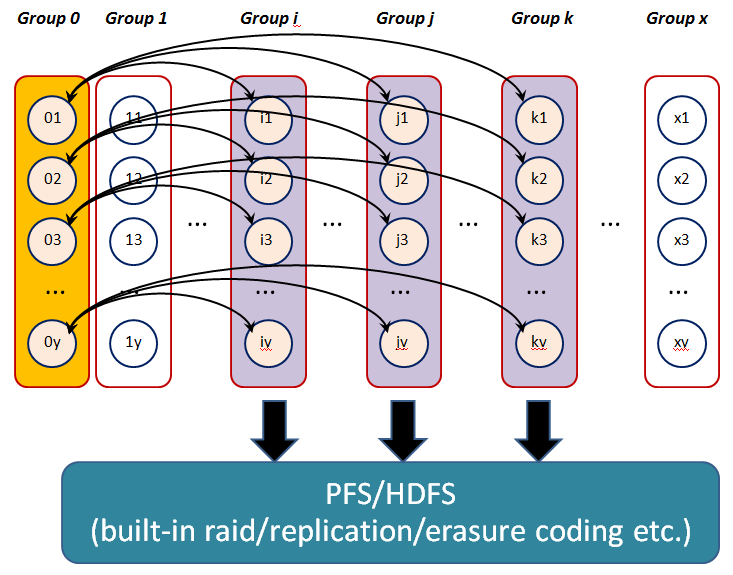 Group 0 Group 1 Group i Group j Group k Group x
01 11 i1 j1 k1 x1
02 12 i2 j2 k2 x2
03 13 i3 j3 k3 x3
... ... ... ...
... ... ... ... ... ...
0y 1y iy jy ky xy
PFS/HDFS
(built-in raid/replication/erasure coding etc.)